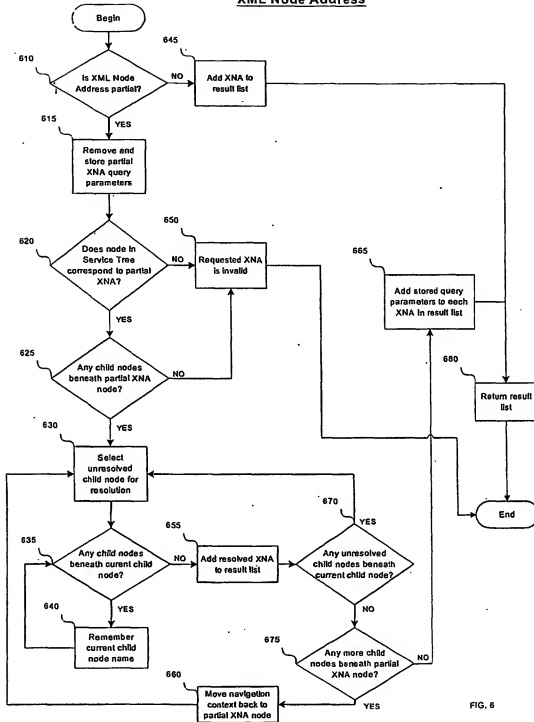 XML Node Address
Begin
610
Is XML Node
Address partial?
NO
645
Add XNA to
result list
YES
615
Remove and
store partial
XNA query
parameters
620
Does node in
Service Tree
correspond to partial
XNA?
NO
650
Requested XNA
is invalid
YES
625
Any child nodes
beneath partial XNA
node?
NO
YES
665
Add stored query
parameters to each
XNA in result list
680
Return result
list
End
630
Select
unresolved
child node for
resolution
635
Any child nodes
beneath curent child
node?
NO
655
Add resolved XNA
to result list
670
YES
Any unresolved
child nodes beneath
current child node?
NO
YES
640
Remember
current child
node name
675
Any more child
nodes beneath partial
XNA node?
NO
YES
660
Move navigation
context back to
partial XNA node
FIG. 6